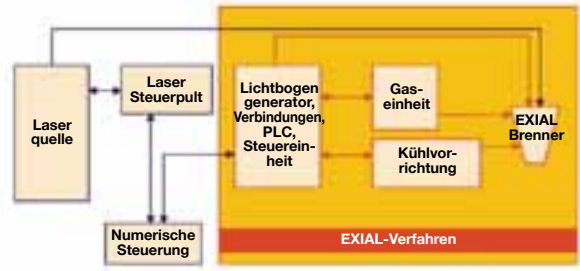 Laser
quelle
Laser
Steuerpult
Numerische
Steuerung
Lichtbogen
generator,
Verbindungen,
PLC,
Steuerein-
heit
Gas-
einheit
Kühlvor-
richtung
EXIAL
Brenner
EXIAL-Verfahren